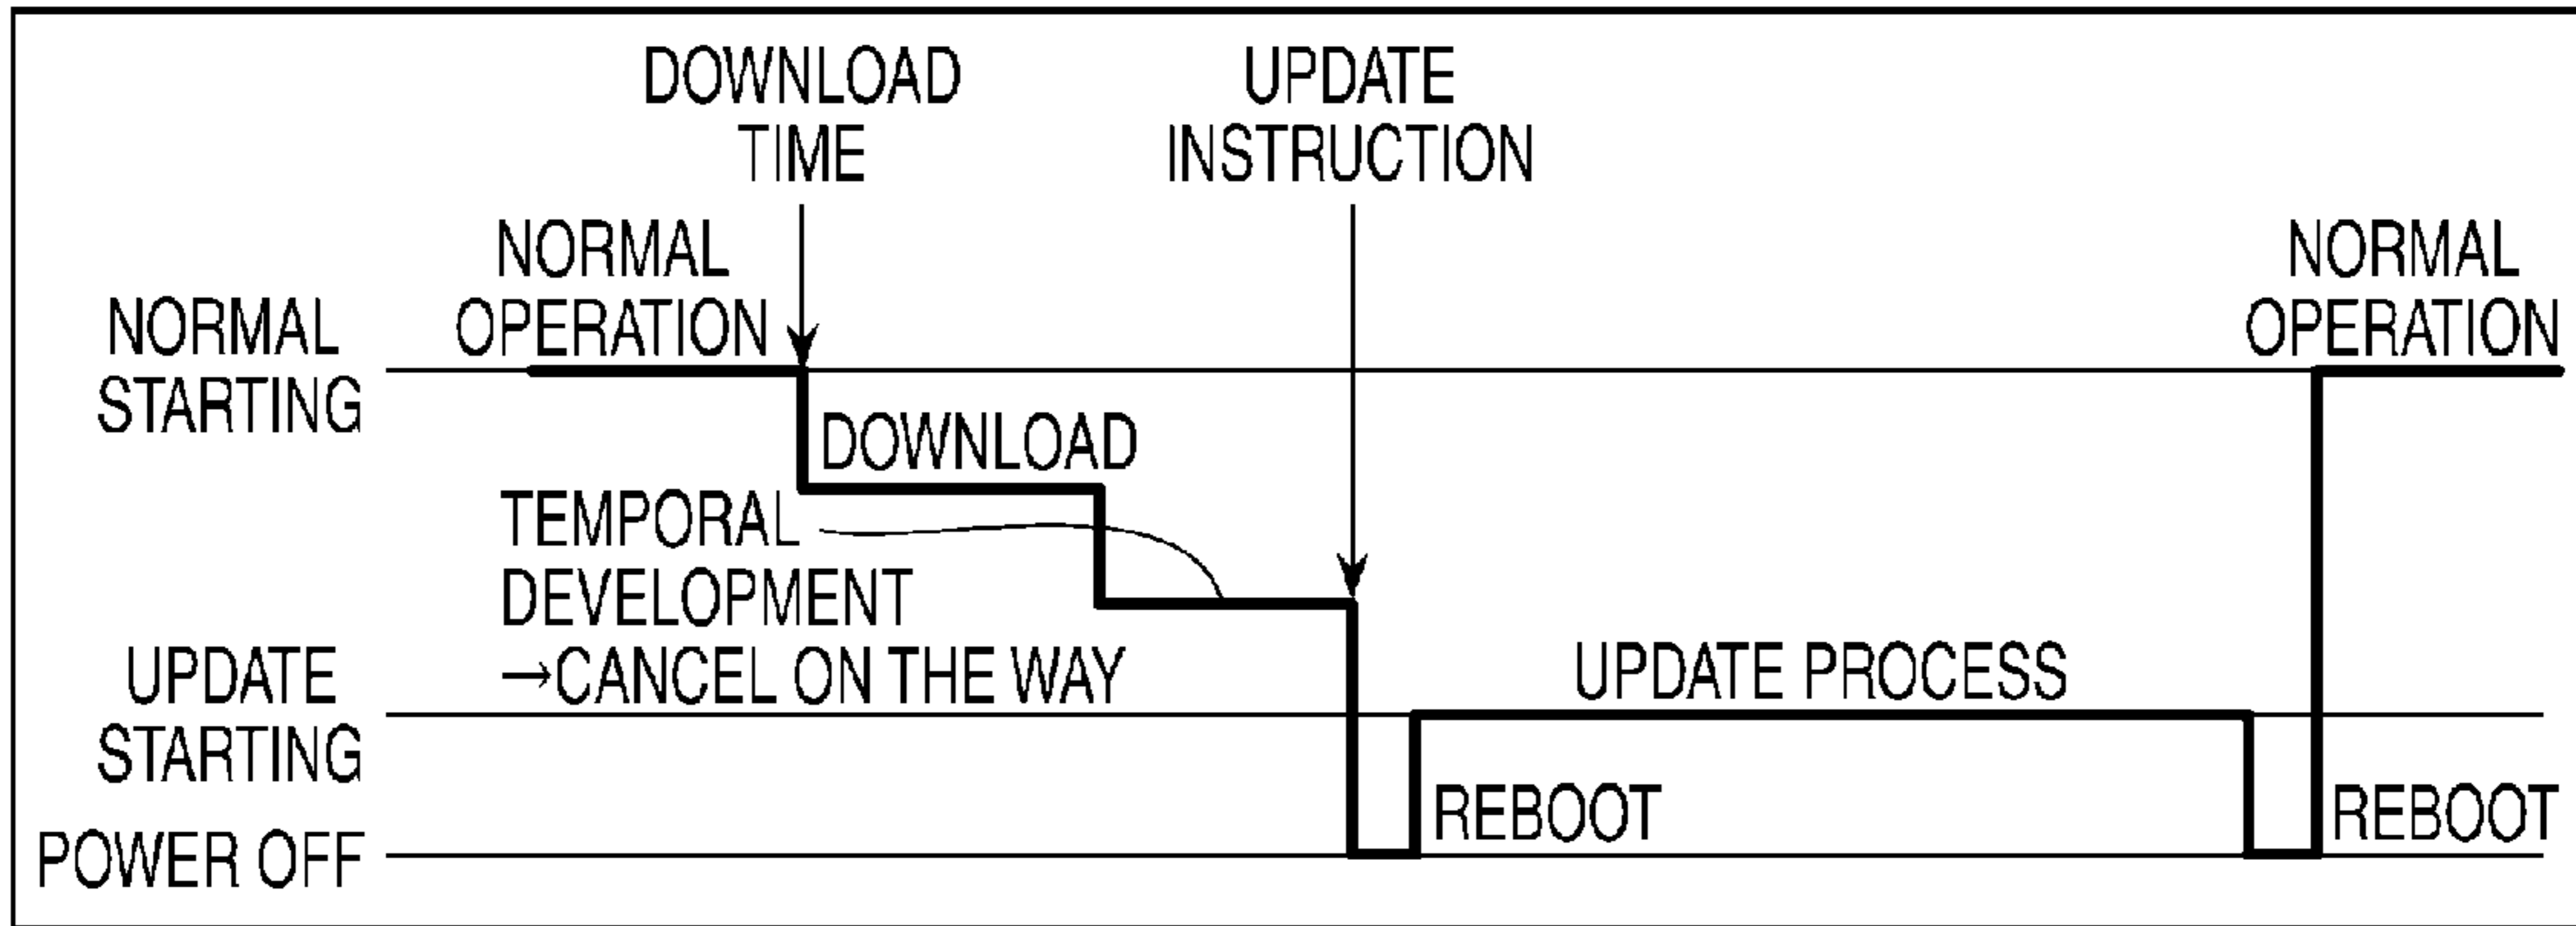 DOWNLOAD
TIME
UPDATE
INSTRUCTION
NORMAL
OPERATION
NORMAL
OPERATION
NORMAL
STARTING
DOWNLOAD
TEMPORAL
DEVELOPMENT
→CANCEL ON THE WAY
UPDATE
STARTING
UPDATE PROCESS
REBOOT
REBOOT
POWER OFF